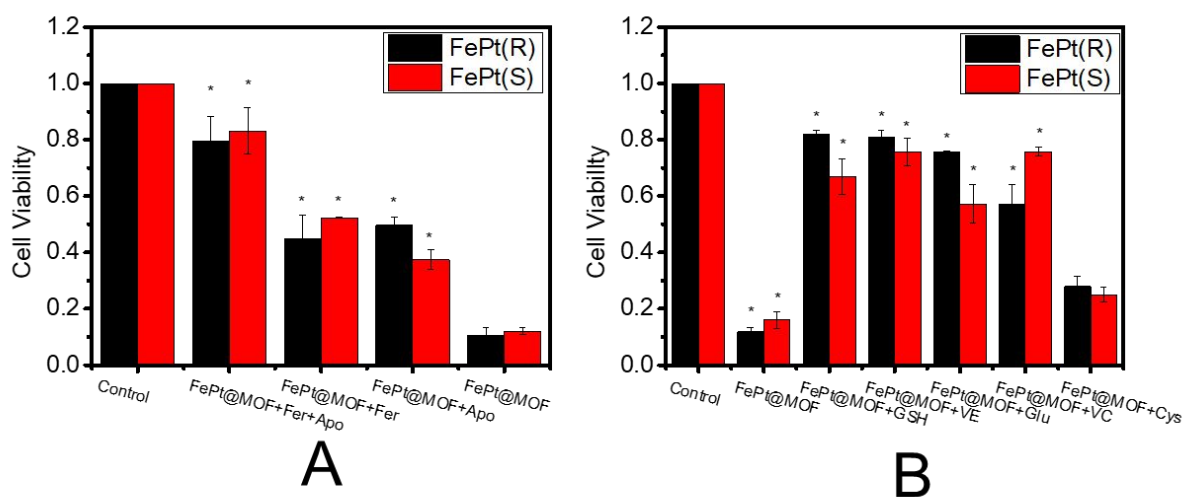 1.2
1.0
0.8
0.6
0.4
0.2
0.0
Cell Viability
FePt(R)
FePt(S)
* *
* *
* *
Control
FePt@MOF+Fer+Apo
FePt@MOF+Fer
FePt@MOF+Apo
FePt@MOF
A
1.2
1.0
0.8
0.6
0.4
0.2
0.0
Cell Viabillty
FePt(R)
FePt(S)
* *
* *
* *
* *
* *
Control
FePt@MOF
FePt@MOF+GSH
FePt@MOF+VE
FePt@MOF+Glu
FePt@MOF+VC
FePt@MOF+Cys
B